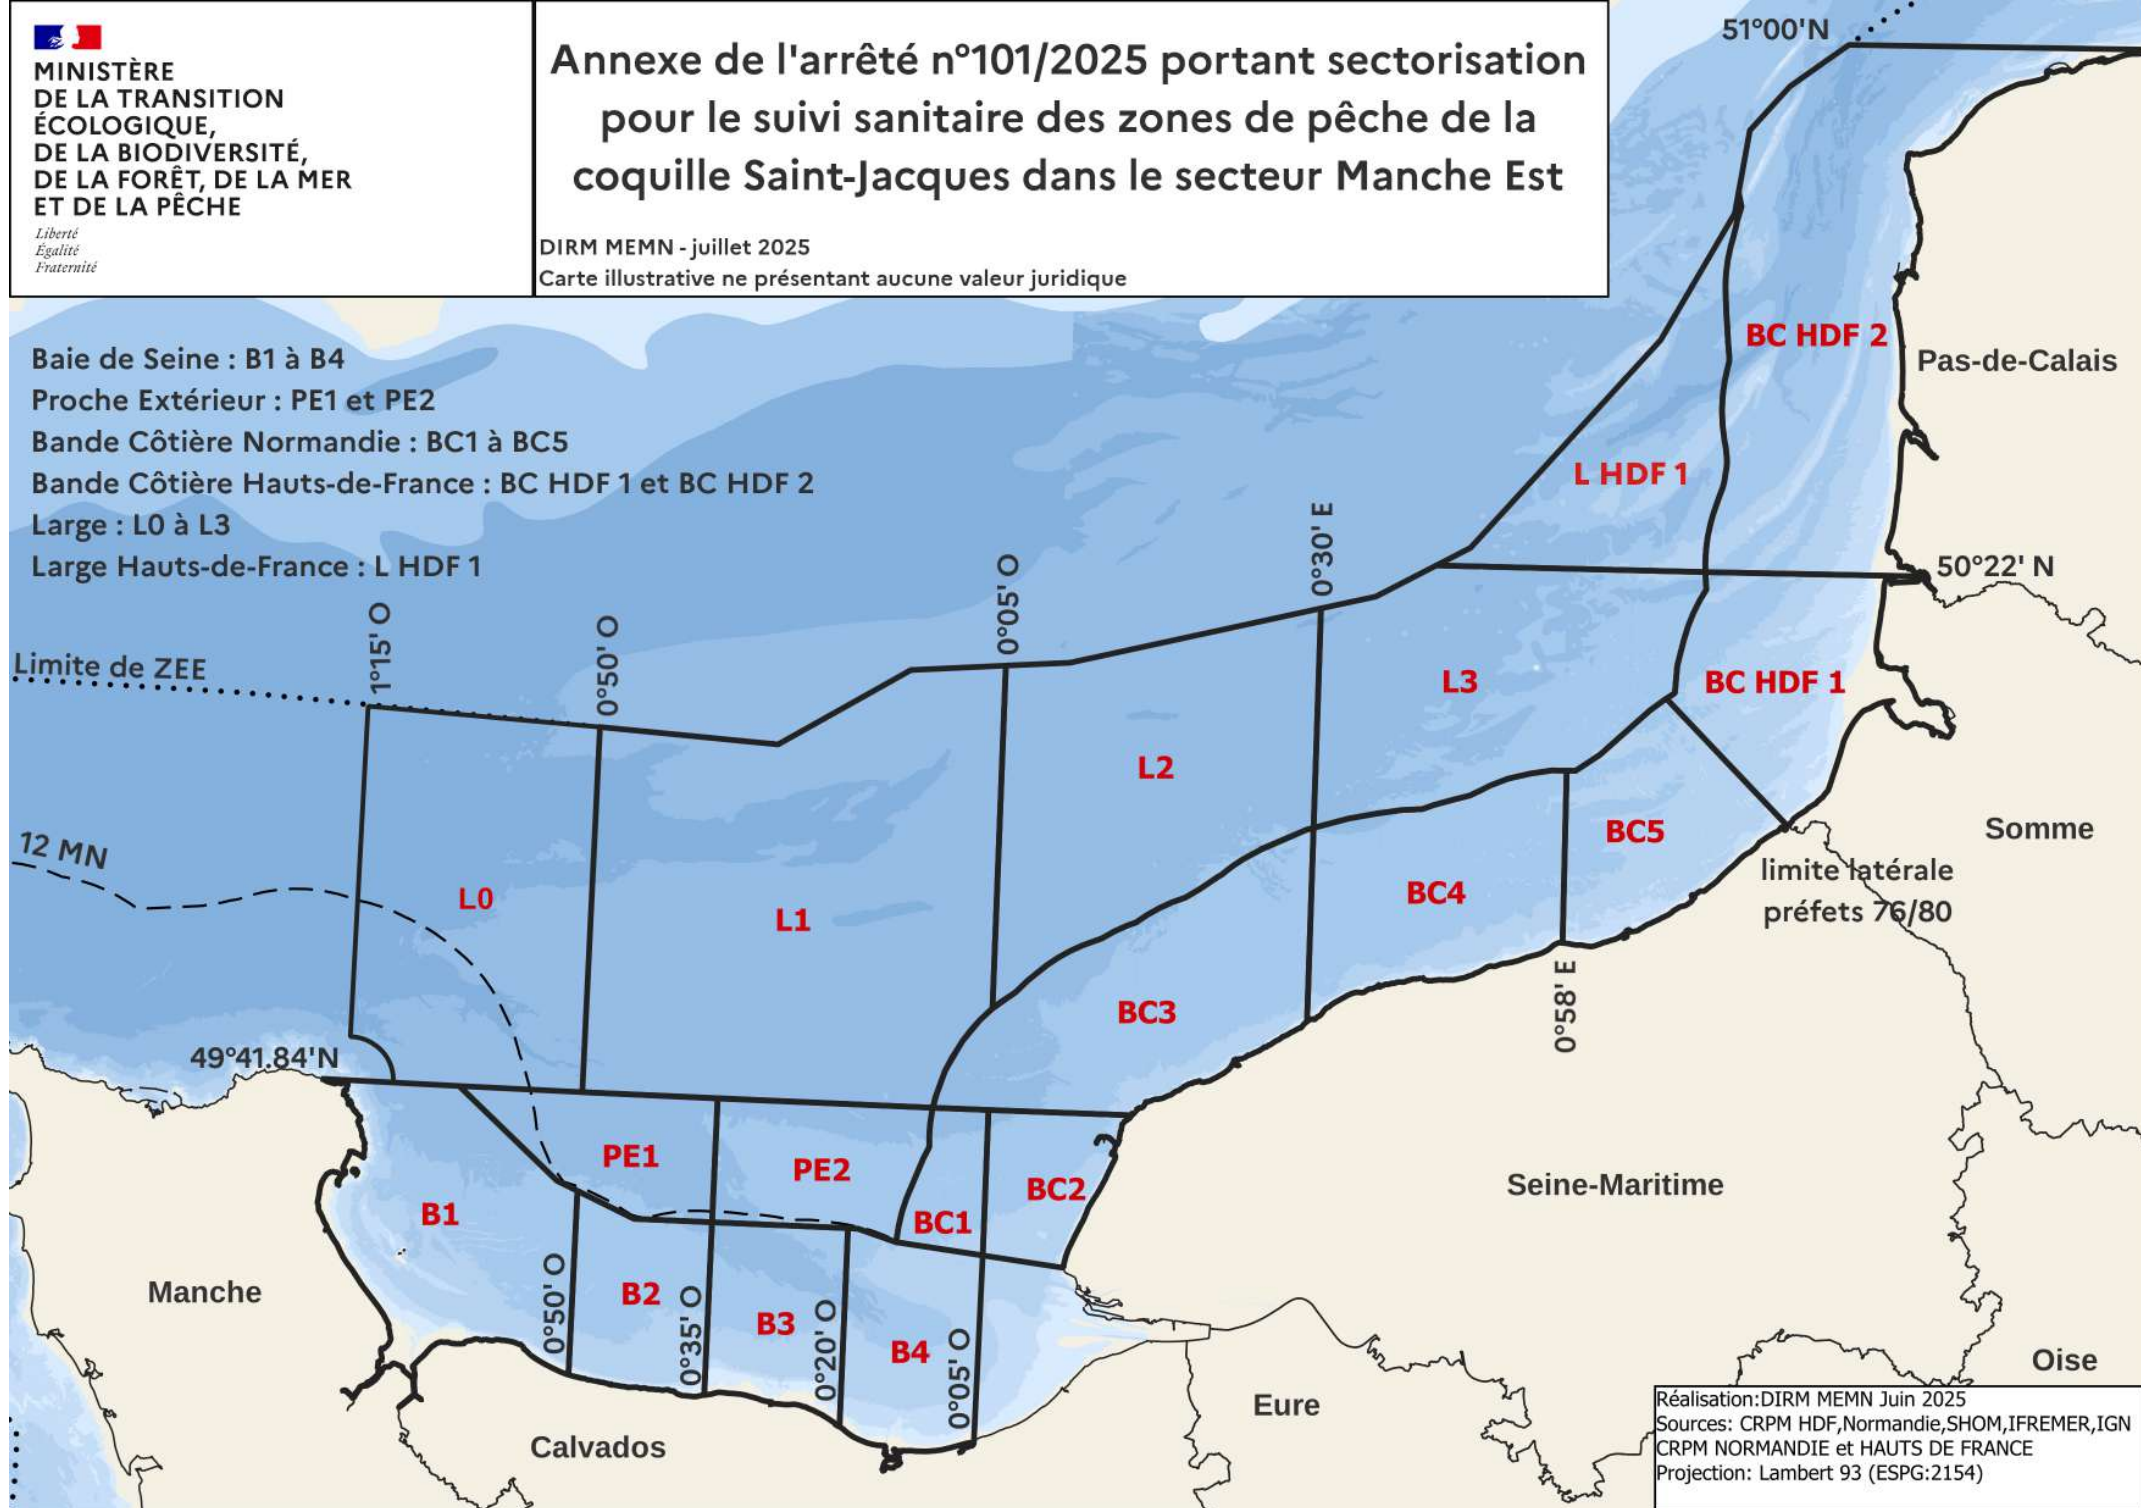 MINISTÈRE
DE LA TRANSITION
ÉCOLOGIQUE,
DE LA BIODIVERSITÉ,
DE LA FORÊT, DE LA MER
ET DE LA PÊCHE
Liberté
Égalité
Fraternité
Annexe de l'arrêté n°101/2025 portant sectorisation
pour le suivi sanitaire des zones de pêche de la
coquille Saint-Jacques dans le secteur Manche Est
DIRM MEMN - juillet 2025
Carte illustrative ne présentant aucune valeur juridique
51°00'N
Baie de Seine : B1 à B4
Proche Extérieur : PE1 et PE2
Bande Côtière Normandie : BC1 à BC5
Bande Côtière Hauts-de-France : BC HDF 1 et BC HDF 2
Large : L0 à L3
Large Hauts-de-France : L HDF 1
BC HDF 2
Pas-de-Calais
L HDF 1
50°22' N
0°30' E
0°05' O
1°15' O
0°50' O
Limite de ZEE
L3
BC HDF 1
L2
12 MN
BC5
Somme
limite latérale
préfets 76/80
L0
L1
BC4
BC3
0°58' E
49°41.84'N
PE1
PE2
BC2
BC1
Seine-Maritime
B1
Manche
B2
B3
B4
0°50' O
0°35' O
0°20' O
0°05' O
Oise
Eure
Calvados
Réalisation:DIRM MEMN Juin 2025
Sources: CRPM HDF,Normandie,SHOM,IFREMER,IGN
CRPM NORMANDIE et HAUTS DE FRANCE
Projection: Lambert 93 (ESPG:2154)